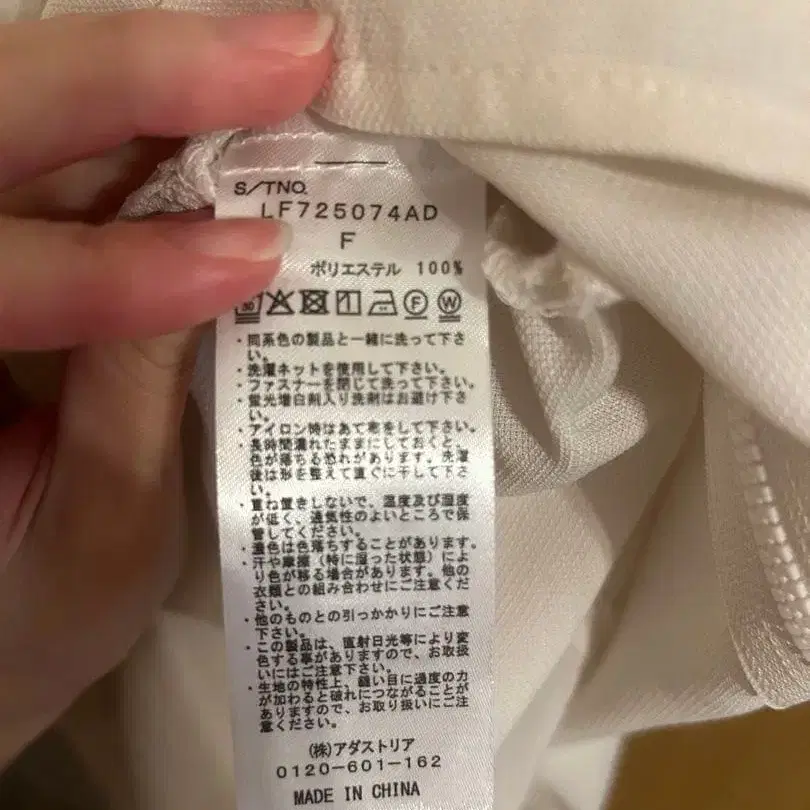 S/TNO.
LF725074AD
F
ポリエステル 100%
30 F W
・同系色の製品と一緒に洗って下さ
い。
・洗濯ネットを使用して下さい。
・ファスナーを閉じて洗って下さい。
・蛍光増白剤入り洗剤はお避け下さ
い。
・アイロン時はあて布をして下さい。
・長時間濡れたままにしておくと、
色が落ちる恐れがあります。洗濯
後は形を整えて直ぐに干して下さ
い。
・重ね置きしないで、温度及び湿度
が低く、通気性のよいところで保
管してください。
・濃色は色落ちすることがあります。
・汗や摩擦（特に湿った状態）によ
り色が移る場合があります。他の
衣類との組み合わせにご注意くだ
さい。
・他のものとの引っかかりにご注意
下さい。
・この製品は、直射日光等により変
色する事がありますので、お取扱
いにはご注意下さい。
・生地の特性上、縫い目に過度の力
が加わると破れにつながることが
ありますので、お取り扱いにご注
意ください。
(株)アダストリア
0120-601-162
MADE IN CHINA